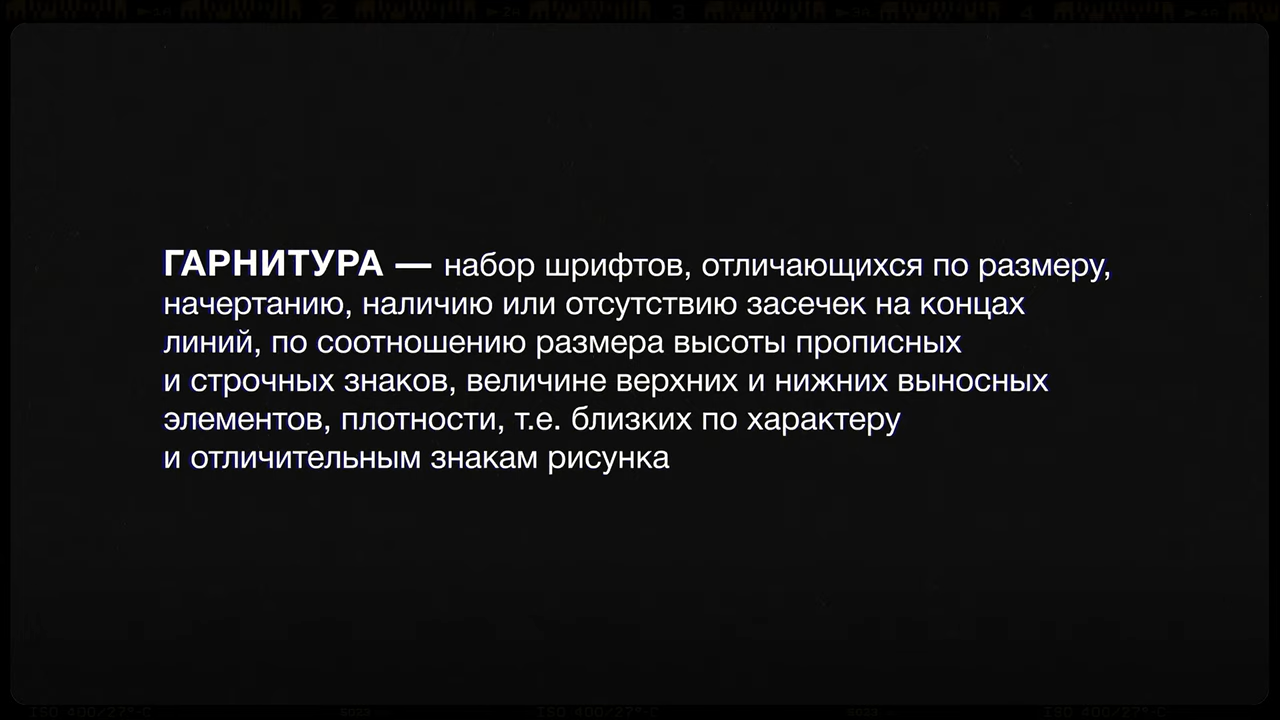 ГАРНИТУРА — набор шрифтов, отличающихся по размеру,
начертанию, наличию или отсутствию засечек на концах
линий, по соотношению размера высоты прописных
и строчных знаков, величине верхних и нижних выносных
элементов, плотности, т.е. близких по характеру
и отличительным знакам рисунка